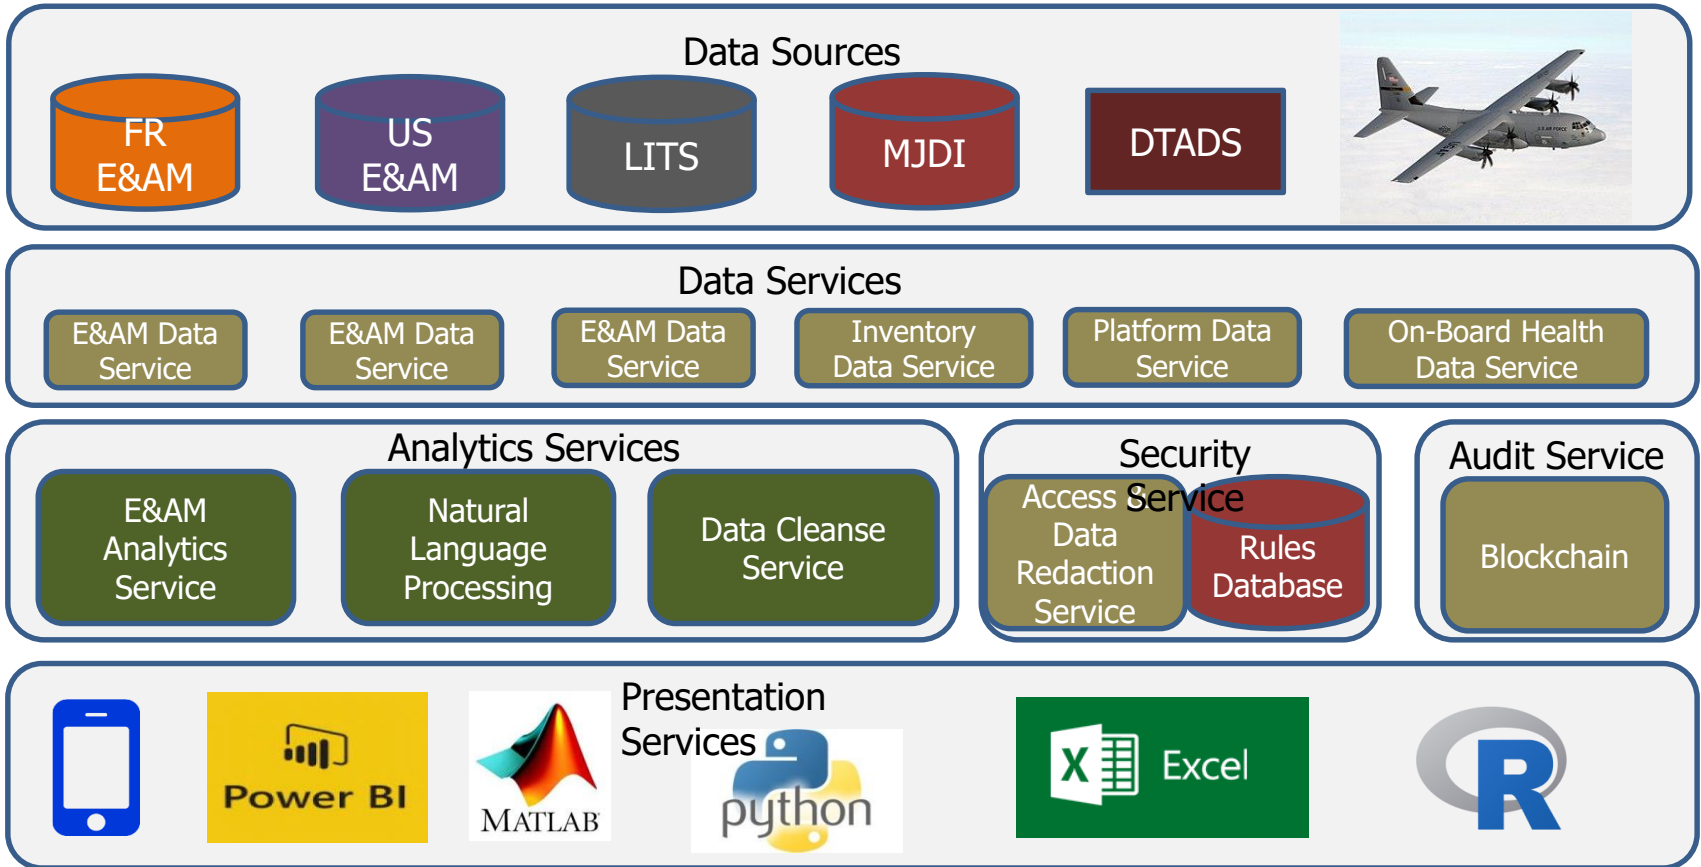 Data Sources
FR
E&AM
US
E&AM
LITS
MJDI
DTADS
U.S. AIR FORCE
Data Services
E&AM Data
Service
E&AM Data
Service
E&AM Data
Service
Inventory
Data Service
Platform Data
Service
On-Board Health
Data Service
Analytics Services
E&AM
Analytics
Service
Natural
Language
Processing
Data Cleanse
Service
Security
Service
Access &
Data
Redaction
Service
Rules
Database
Audit Service
Blockchain
Presentation
Services
Power BI
MATLAB
python
X
Excel
R